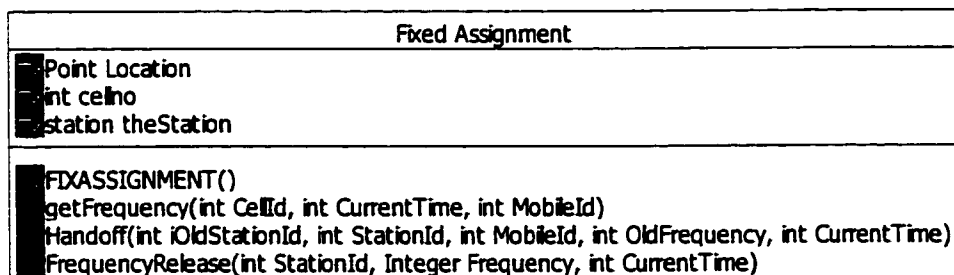 Fixed Assignment
Point Location
int cellno
station theStation
FIXASSIGNMENT()
getFrequency(int CellId, int CurrentTime, int MobileId)
Handoff(int iOldStationId, int StationId, int MobileId, int OldFrequency, int CurrentTime)
FrequencyRelease(int StationId, Integer Frequency, int CurrentTime)